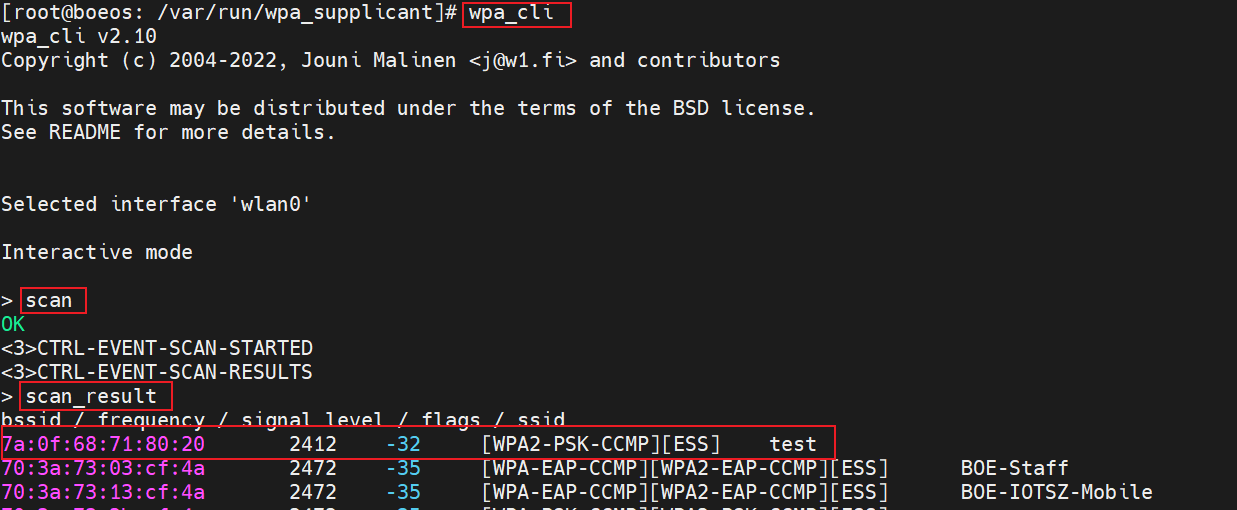 [root@boeos: /var/run/wpa_supplicant]# wpa_cli
wpa_cli v2.10
Copyright (c) 2004-2022, Jouni Malinen <j@w1.fi> and contributors
This software may be distributed under the terms of the BSD license.
See README for more details.
Selected interface 'wlan0'
Interactive mode
> scan
OK
<3>CTRL-EVENT-SCAN-STARTED
<3>CTRL-EVENT-SCAN-RESULTS
> scan_result
bssid / frequency / signal level / flags / ssid
7a:0f:68:71:80:20 2412 -32 [WPA2-PSK-CCMP][ESS] test
70:3a:73:03:cf:4a 2472 -35 [WPA-EAP-CCMP][WPA2-EAP-CCMP][ESS] BOE-Staff
70:3a:73:13:cf:4a 2472 -35 [WPA-EAP-CCMP][WPA2-EAP-CCMP][ESS] BOE-IOTSZ-Mobile